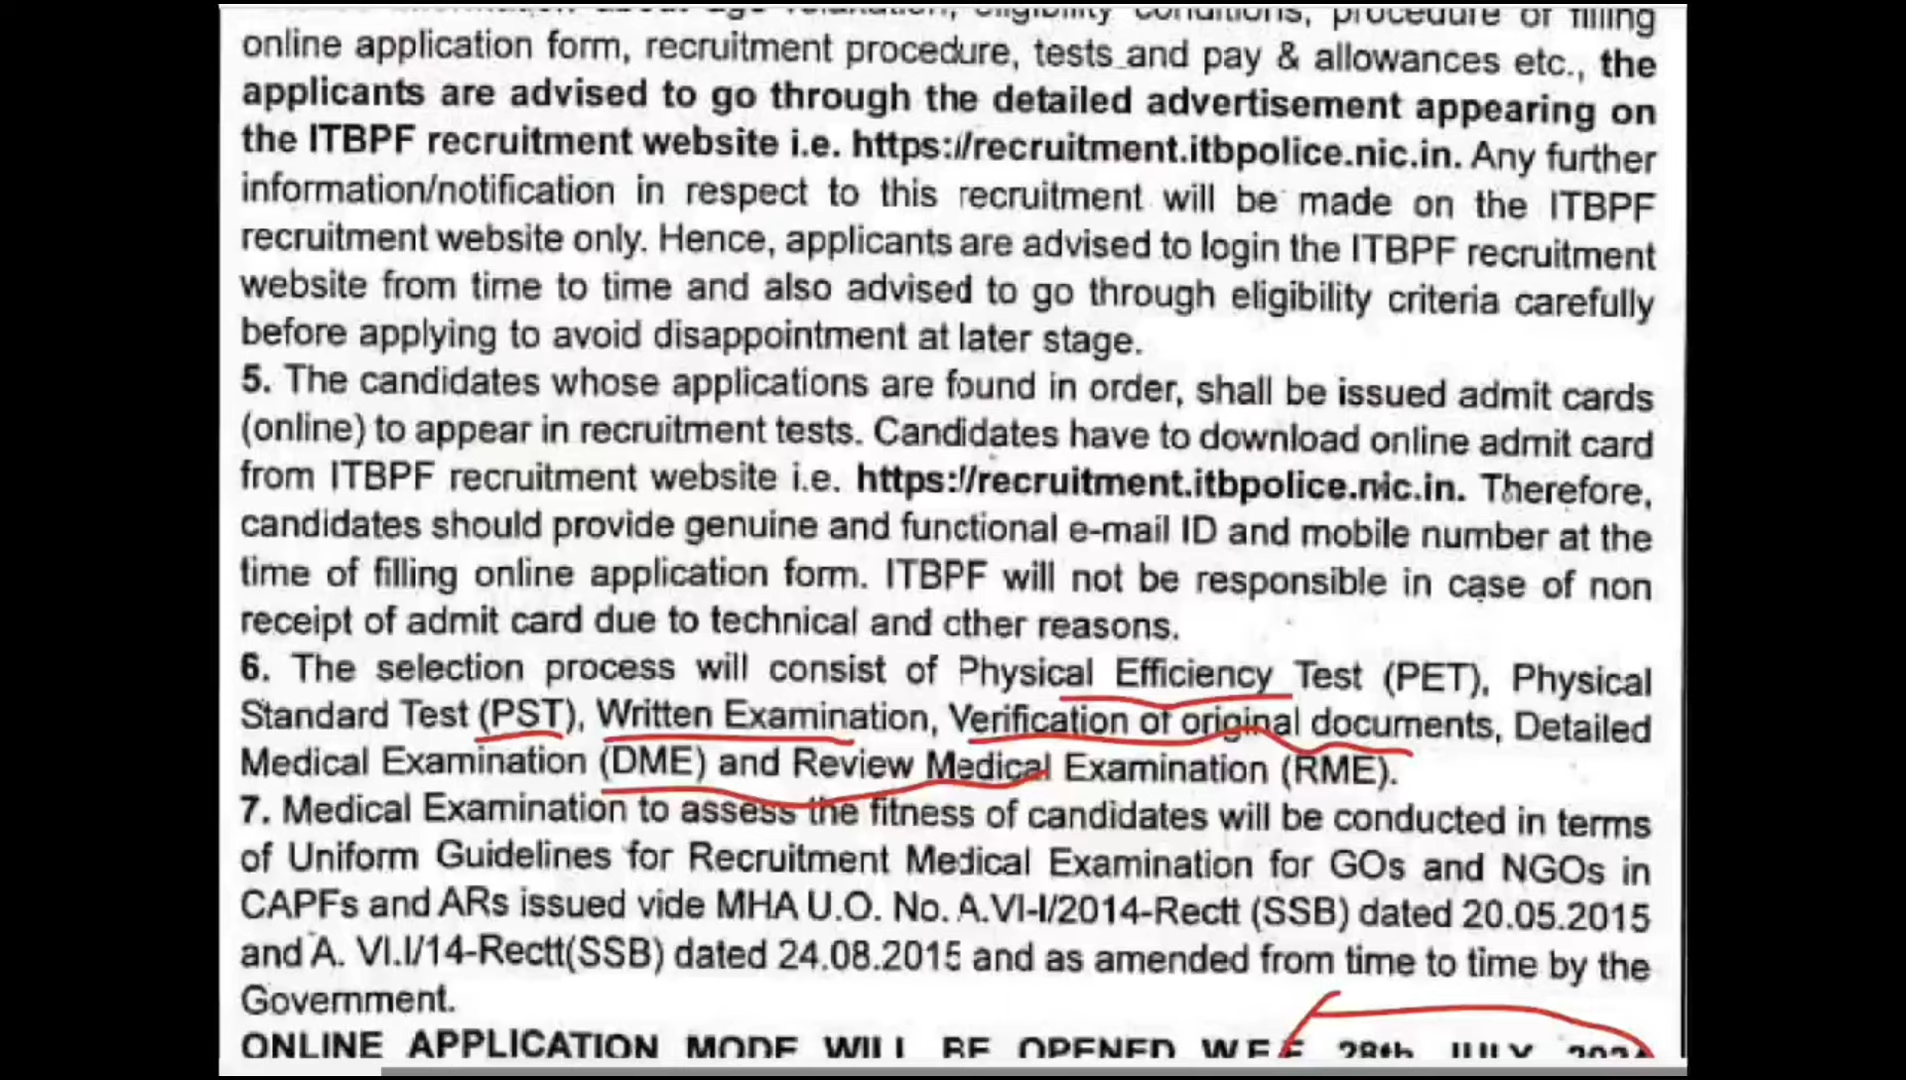 online application form, recruitment procedure, tests and pay & allowances etc., the
applicants are advised to go through the detailed advertisement appearing on
the ITBPF recruitment website i.e. https://recruitment.itbpolice.nic.in. Any further
information/notification in respect to this recruitment will be made on the ITBPF
recruitment website only. Hence, applicants are advised to login the ITBPF recruitment
website from time to time and also advised to go through eligibility criteria carefully
before applying to avoid disappointment at later stage.
5. The candidates whose applications are found in order, shall be issued admit cards
(online) to appear in recruitment tests. Candidates have to download online admit card
from ITBPF recruitment website i.e. https://recruitment.itbpolice.nic.in. Therefore,
candidates should provide genuine and functional e-mail ID and mobile number at the
time of filling online application form. ITBPF will not be responsible in case of non
receipt of admit card due to technical and other reasons.
6. The selection process will consist of Physical Efficiency Test (PET), Physical
Standard Test (PST), Written Examination, Verification of original documents, Detailed
Medical Examination (DME) and Review Medical Examination (RME).
7. Medical Examination to assess the fitness of candidates will be conducted in terms
of Uniform Guidelines for Recruitment Medical Examination for GOs and NGOs in
CAPFs and ARs issued vide MHA U.O. No. A.VI-I/2014-Rectt (SSB) dated 20.05.2015
and A. VI.I/14-Rectt(SSB) dated 24.08.2015 and as amended from time to time by the
Government.
ONLINE APPLICATION MODE WILL BE OPENED W.E.F 28th JULY